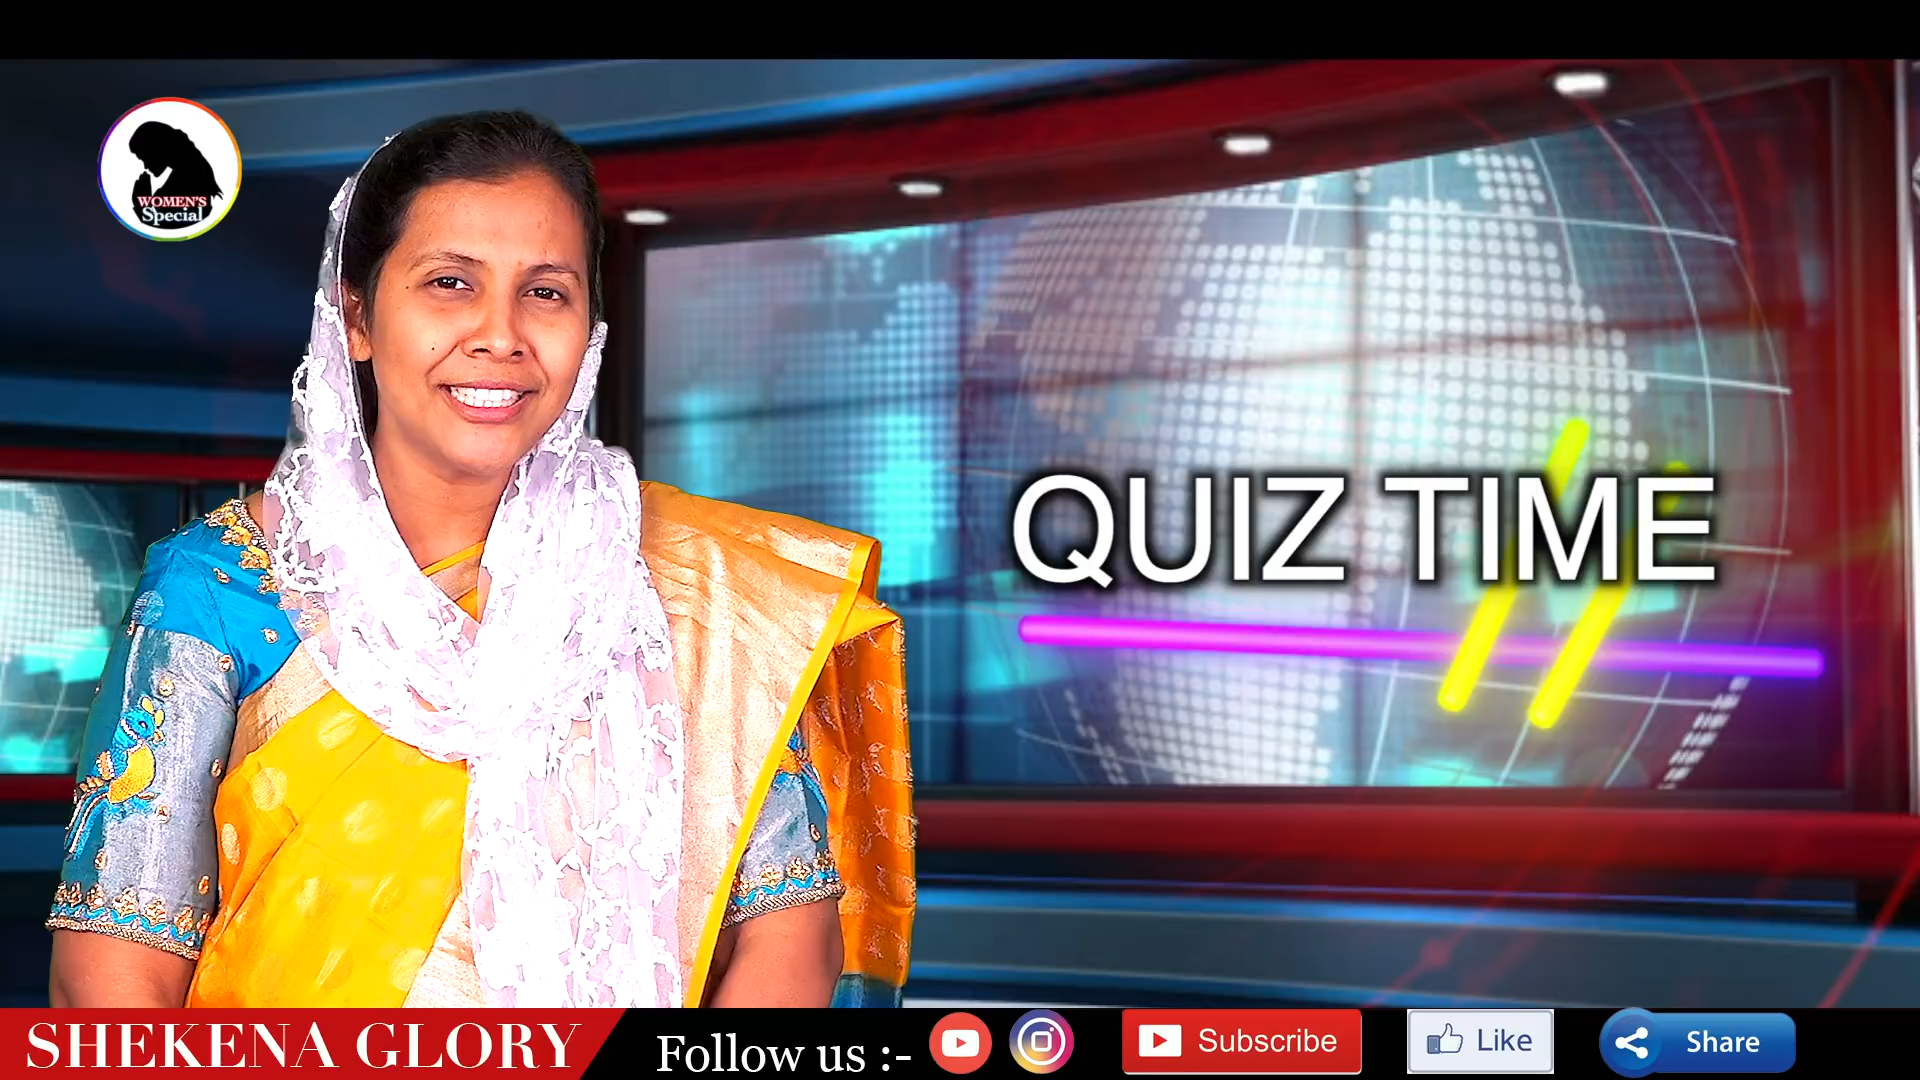 WOMEN'S
Special
QUIZ TIME
SHEKENA GLORY
Follow us :-
Subscribe
Like
Share